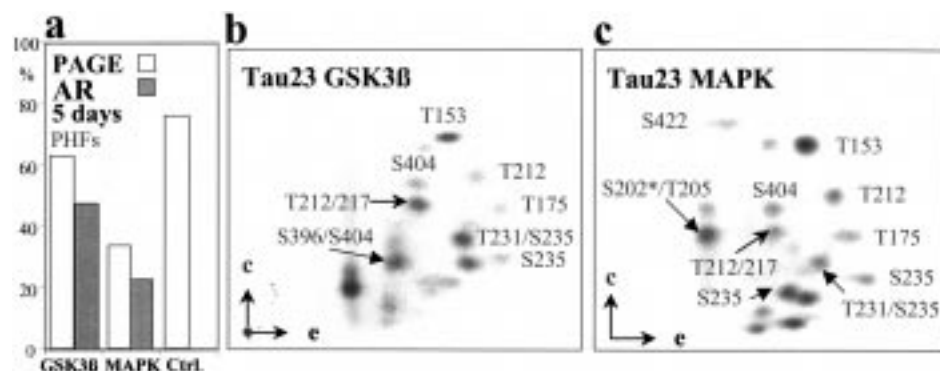 a
100
%
80
60
40
20
0
PAGE
AR
5 days
PHFs
GSK3ß MAPK CtrL
b
Tau23 GSK3ß
T153
S404
T212
T212/217
T175
S396/S404
T231/S235
S235
c
e
c
Tau23 MAPK
S422
T153
S202*/T205
S404
T212
T175
T212/217
S235
S235
T231/S235
c
e